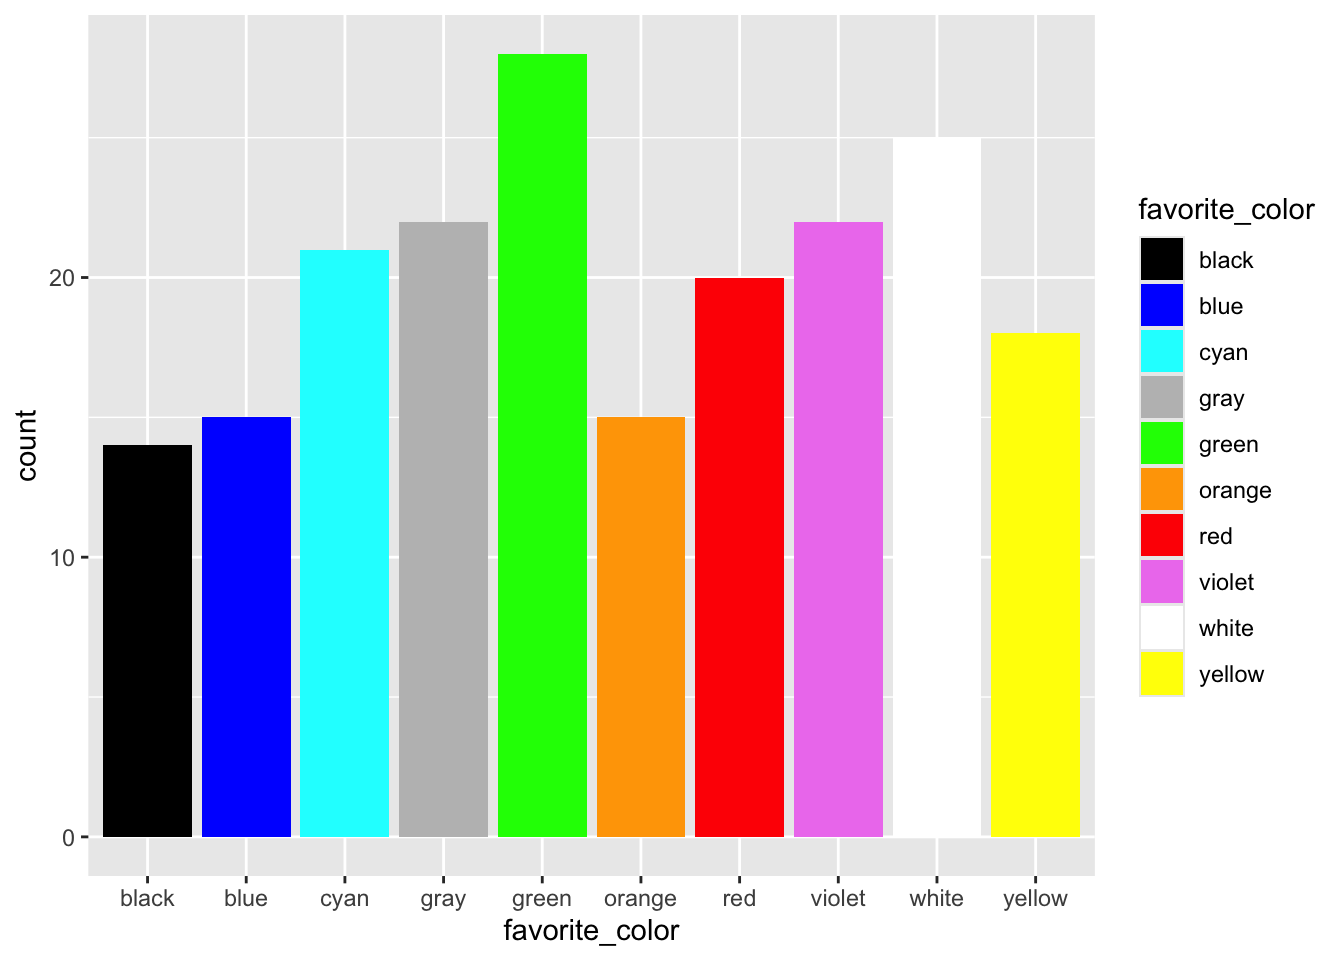 count
20
10
0
black blue cyan gray green orange red violet white yellow
favorite_color
favorite_color
black
blue
cyan
gray
green
orange
red
violet
white
yellow